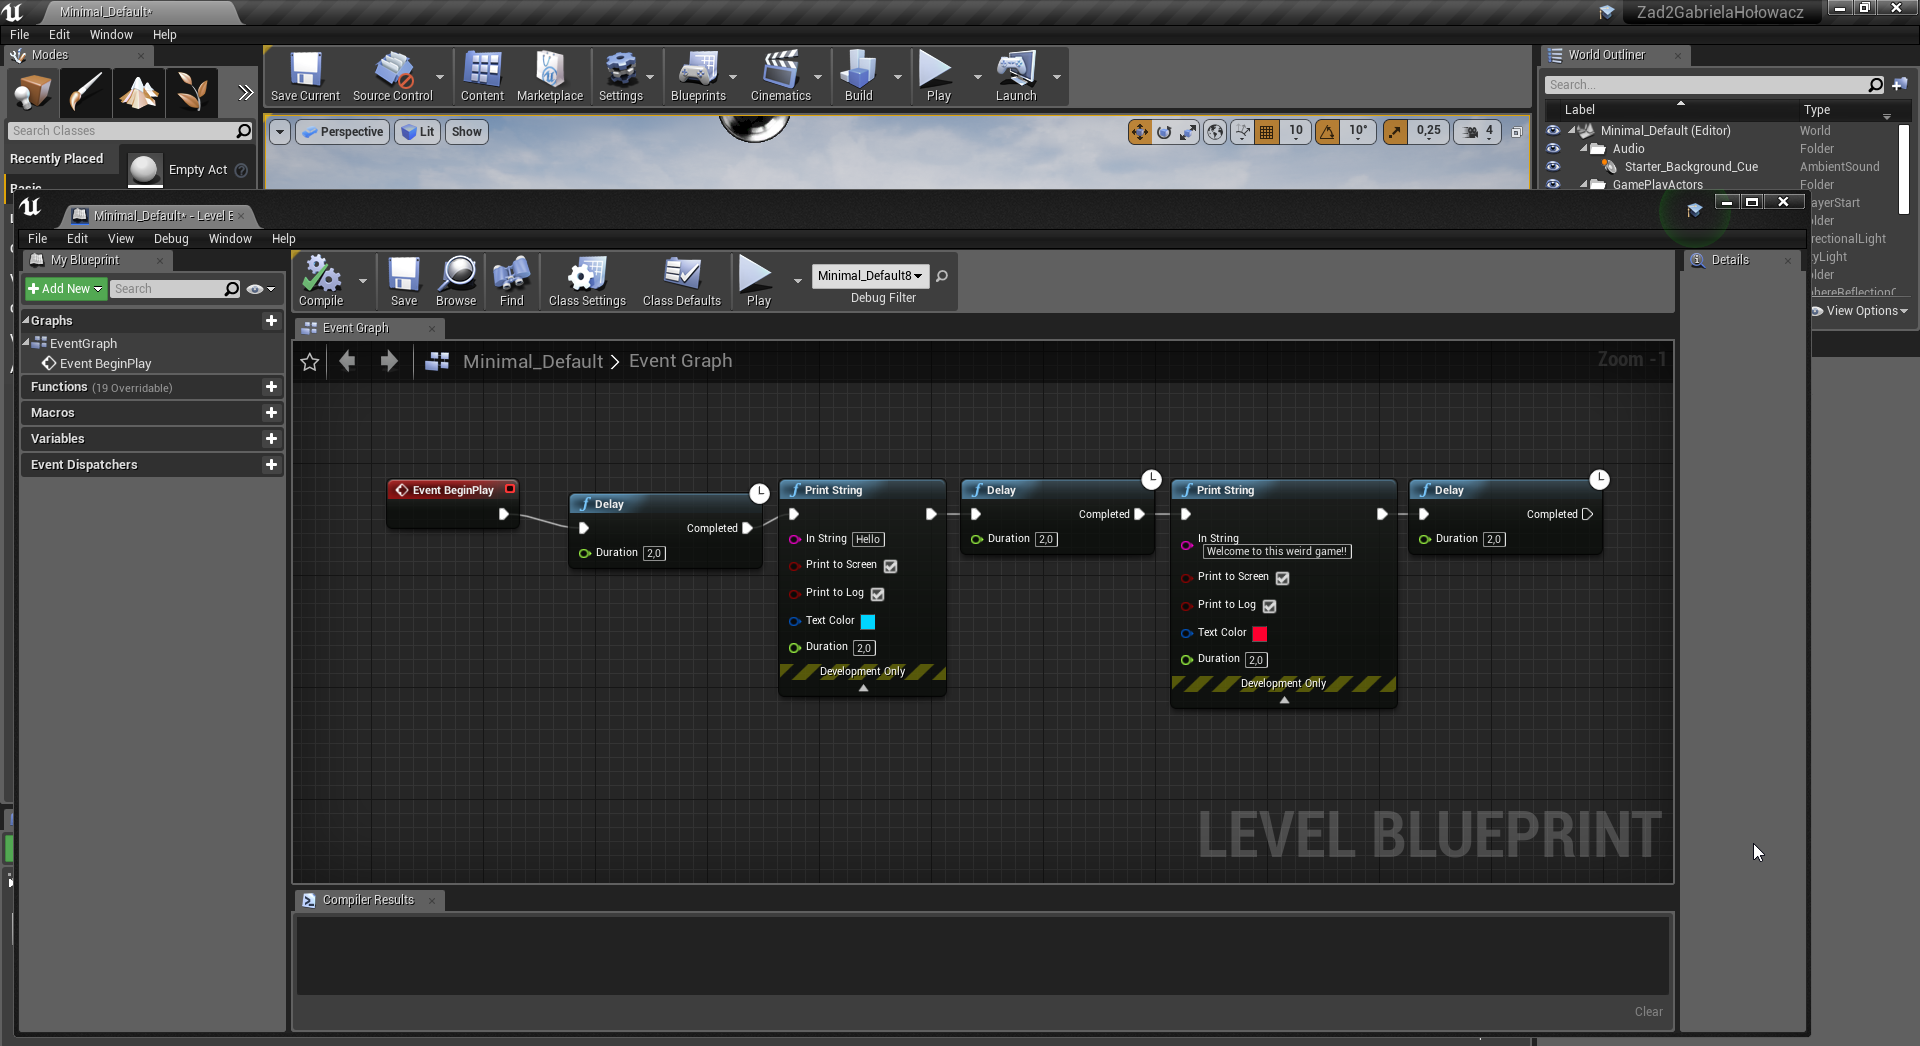 Minimal_Default*
Zad2GabrielaHołowacz
File Edit Window Help
Modes
World Outliner
Save Current Source Control Content Marketplace Settings Blueprints Cinematics Build Play Launch
Search Classes
Search...
Label Type
Perspective Lit Show
10 10° 0,25 4
Minimal_Default (Editor) World
Audio Folder
Starter_Background_Cue AmbientSound
GamePlayActors Folder
Recently Placed
Empty Act
Minimal_Default* - Level
File Edit View Debug Window Help
My Blueprint
Details
Add New Search
Compile Save Browse Find Class Settings Class Defaults Play
Minimal_Default8
Debug Filter
View Options
Graphs
EventGraph
Event BeginPlay
Functions (19 Overridable)
Macros
Variables
Event Dispatchers
Event Graph
Minimal_Default > Event Graph
Zoom -1
Event BeginPlay
Delay
Completed
Duration 2,0
Print String
In String Hello
Print to Screen
Print to Log
Text Color
Duration 2,0
Development Only
Delay
Completed
Duration 2,0
Print String
In String
Welcome to this weird game!!
Print to Screen
Print to Log
Text Color
Duration 2,0
Development Only
Delay
Completed
Duration 2,0
LEVEL BLUEPRINT
Compiler Results
Clear